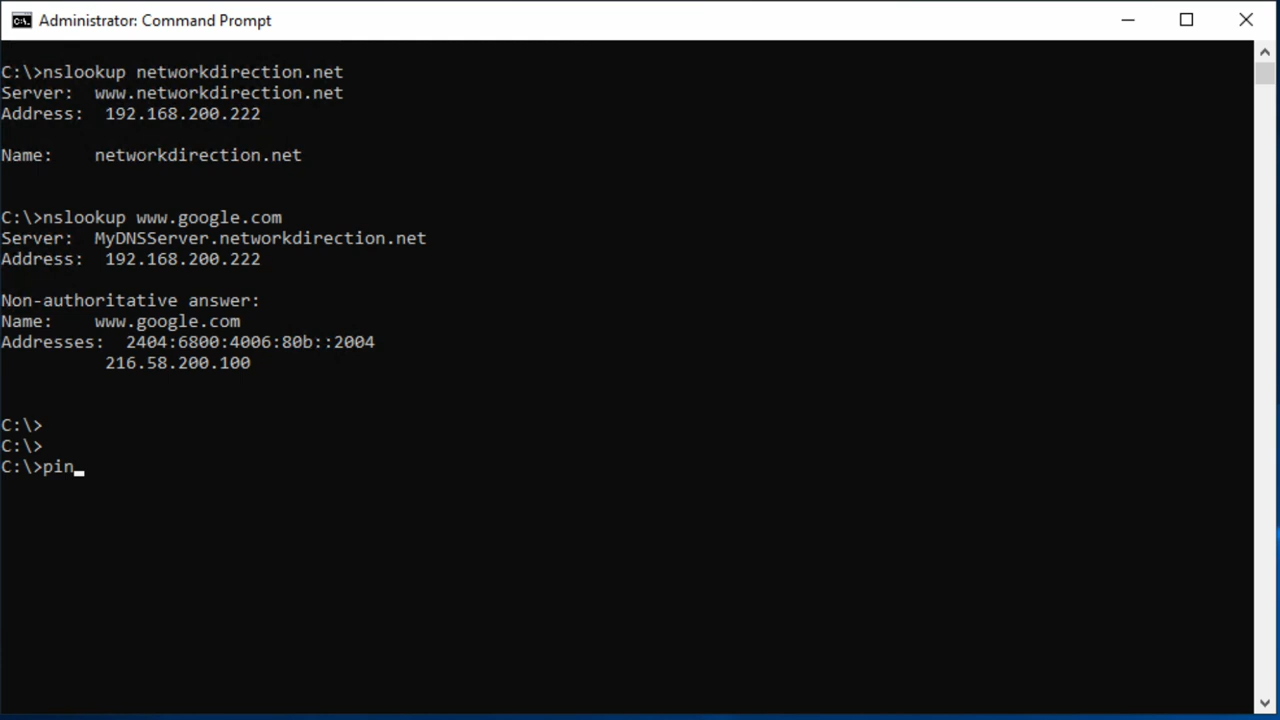 Administrator: Command Prompt
C:\>nslookup networkdirection.net
Server:  www.networkdirection.net
Address:  192.168.200.222
Name:    networkdirection.net
C:\>nslookup www.google.com
Server:  MyDNSServer.networkdirection.net
Address:  192.168.200.222
Non-authoritative answer:
Name:    www.google.com
Addresses:  2404:6800:4006:80b::2004
          216.58.200.100
C:\>
C:\>
C:\>pin_